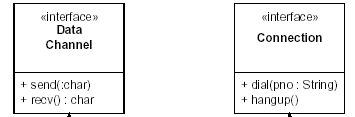 «interface»
Data
Channel
+ send(:char)
+ recv() : char
«interface»
Connection
+ dial(pno : String)
+ hangup()